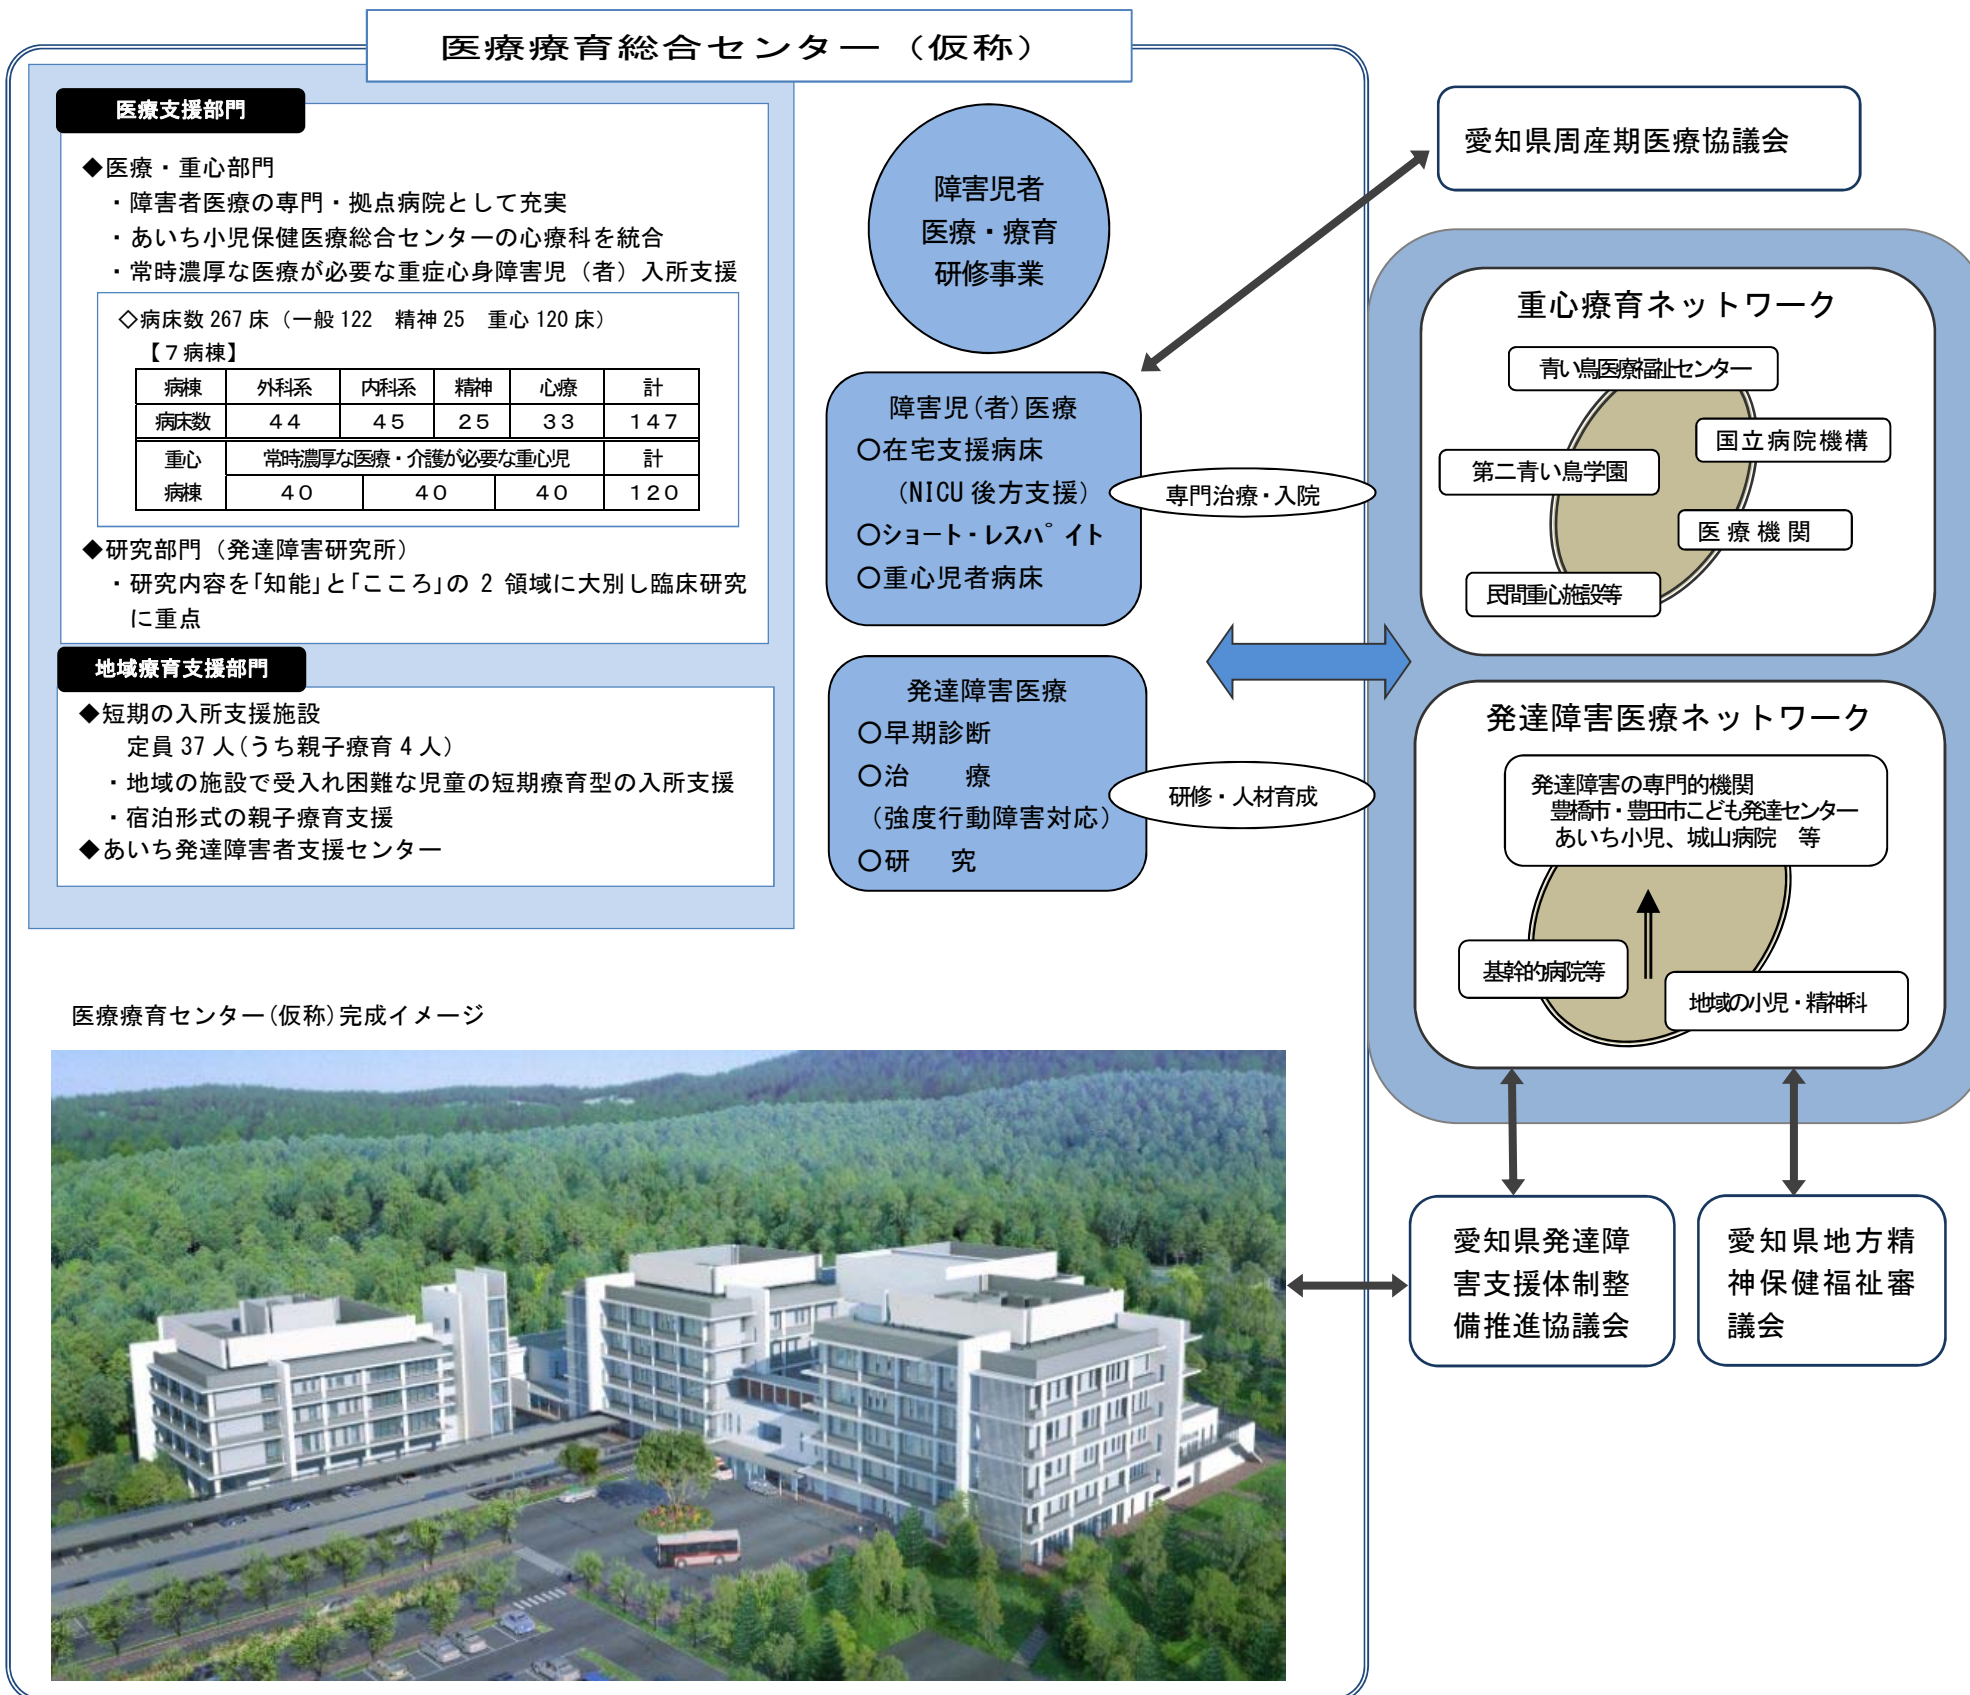 医療療育総合センター（仮称）
医療支援部門
◆医療・重心部門
・障害者医療の専門・拠点病院として充実
・あいち小児保健医療総合センターの心療科を統合
・常時濃厚な医療が必要な重症心身障害児（者）入所支援
◇病床数 267 床（一般 122　精神 25　重心 120 床）
【７病棟】
病棟 外科系 内科系 精神 心療 計
病床数 ４４ ４５ ２５ ３３ １４７
重心 常時濃厚な医療・介護が必要な重心児 計
病棟 ４０ ４０ ４０ １２０
◆研究部門（発達障害研究所）
・研究内容を｢知能｣と｢こころ｣の 2 領域に大別し臨床研究
に重点
地域療育支援部門
◆短期の入所支援施設
定員 37 人(うち親子療育 4 人)
・地域の施設で受入れ困難な児童の短期療育型の入所支援
・宿泊形式の親子療育支援
◆あいち発達障害者支援センター
障害児者
医療・療育
研修事業
障害児(者)医療
○在宅支援病床
（NICU 後方支援）
○ショート・レスパイト
○重心児者病床
専門治療・入院
発達障害医療
○早期診断
○治　　療
（強度行動障害対応）
○研　究
研修・人材育成
愛知県周産期医療協議会
重心療育ネットワーク
青い鳥医療福祉センター
国立病院機構
第二青い鳥学園
医 療 機 関
民間重心施設等
発達障害医療ネットワーク
発達障害の専門的機関
豊橋市・豊田市こども発達センター
あいち小児、城山病院　等
基幹的病院等
地域の小児・精神科
愛知県発達障
害支援体制整
備推進協議会
愛知県地方精
神保健福祉審
議会
医療療育センター(仮称)完成イメージ